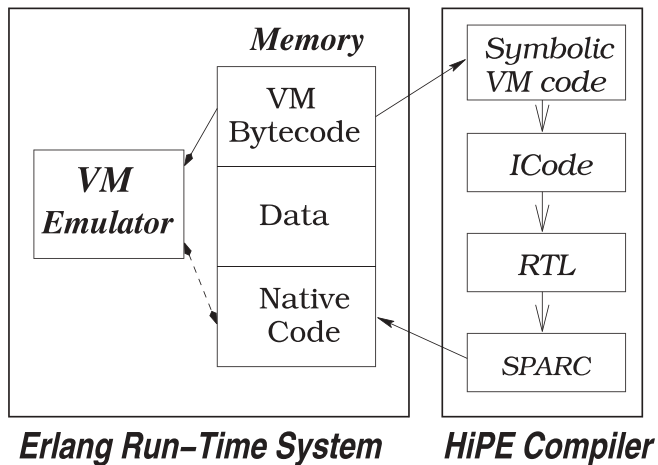 Memory
VM
Bytecode
VM
Emulator
Data
Native
Code
Erlang Run-Time System
Symbolic
VM code
ICode
RTL
SPARC
HiPE Compiler